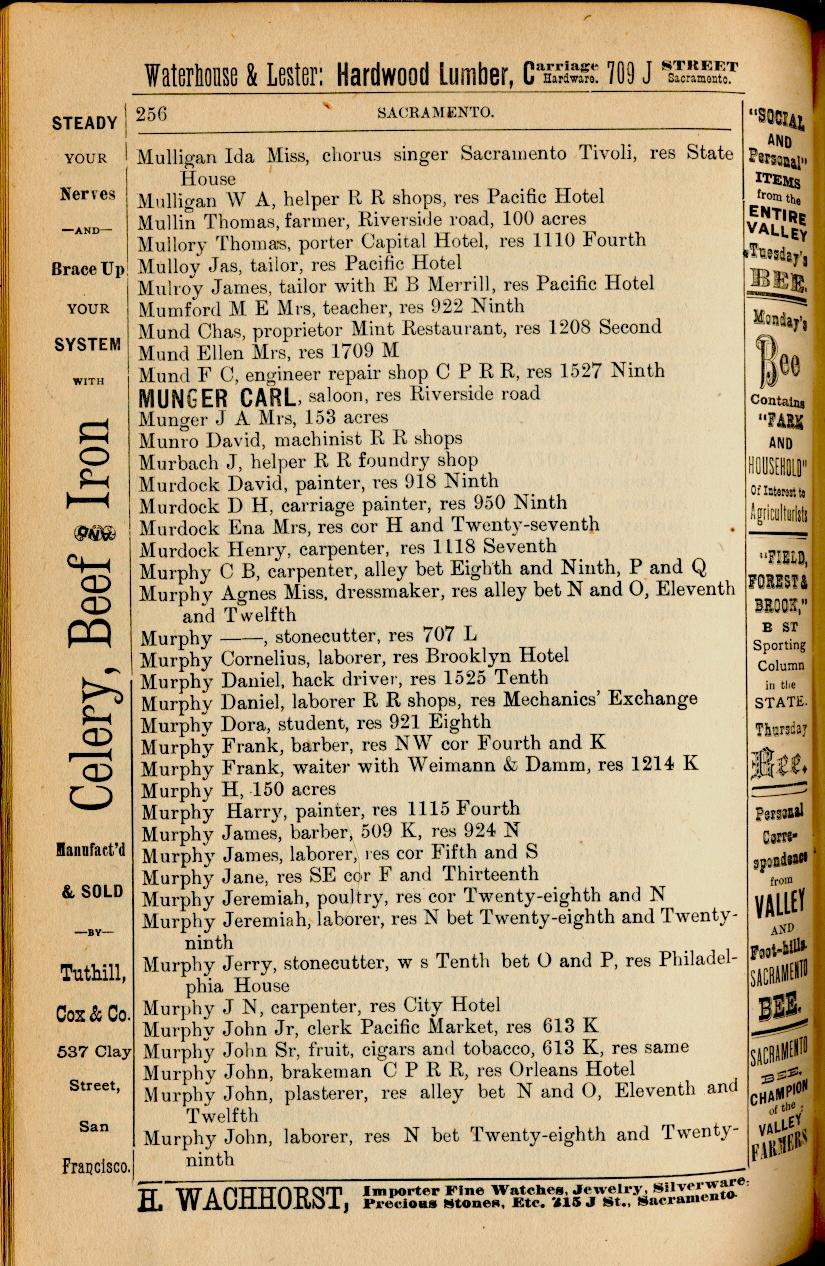 Waterhouse & Lester: Hardwood Lumber, Carriage Hardware. 709 J STREET Sacramento.
256 SACRAMENTO.
Mulligan Ida Miss, chorus singer Sacramento Tivoli, res State
House
Mulligan W A, helper R R shops, res Pacific Hotel
Mullin Thomas, farmer, Riverside road, 100 acres
Mullory Thomas, porter Capital Hotel, res 1110 Fourth
Mulloy Jas, tailor, res Pacific Hotel
Mulroy James, tailor with E B Merrill, res Pacific Hotel
Mumford M E Mrs, teacher, res 922 Ninth
Mund Chas, proprietor Mint Restaurant, res 1208 Second
Mund Ellen Mrs, res 1709 M
Mund F C, engineer repair shop C P R R, res 1527 Ninth
MUNGER CARL, saloon, res Riverside road
Munger J A Mrs, 153 acres
Munro David, machinist R R shops
Murbach J, helper R R foundry shop
Murdock David, painter, res 918 Ninth
Murdock D H, carriage painter, res 950 Ninth
Murdock Ena Mrs, res cor H and Twenty-seventh
Murdock Henry, carpenter, res 1118 Seventh
Murphy C B, carpenter, alley bet Eighth and Ninth, P and Q
Murphy Agnes Miss, dressmaker, res alley bet N and O, Eleventh
and Twelfth
Murphy ——, stonecutter, res 707 L
Murphy Cornelius, laborer, res Brooklyn Hotel
Murphy Daniel, hack driver, res 1525 Tenth
Murphy Daniel, laborer R R shops, res Mechanics' Exchange
Murphy Dora, student, res 921 Eighth
Murphy Frank, barber, res NW cor Fourth and K
Murphy Frank, waiter with Weimann & Damm, res 1214 K
Murphy H, 150 acres
Murphy Harry, painter, res 1115 Fourth
Murphy James, barber, 509 K, res 924 N
Murphy James, laborer, res cor Fifth and S
Murphy Jane, res SE cor F and Thirteenth
Murphy Jeremiah, poultry, res cor Twenty-eighth and N
Murphy Jeremiah, laborer, res N bet Twenty-eighth and Twenty-
ninth
Murphy Jerry, stonecutter, w s Tenth bet O and P, res Philadel-
phia House
Murphy J N, carpenter, res City Hotel
Murphy John Jr, clerk Pacific Market, res 613 K
Murphy John Sr, fruit, cigars and tobacco, 613 K, res same
Murphy John, brakeman C P R R, res Orleans Hotel
Murphy John, plasterer, res alley bet N and O, Eleventh and
Twelfth
Murphy John, laborer, res N bet Twenty-eighth and Twenty-
ninth
STEADY
YOUR
Nerves
—AND—
Brace Up
YOUR
SYSTEM
WITH
Celery, Beef AND Iron
Manufact'd
& SOLD
—BY—
Tuthill,
Cox & Co.
537 Clay
Street,
San
Francisco.
"SOCIAL
AND
Personal"
ITEMS
from the
ENTIRE
VALLEY
Tuesday's
BEE.
Monday's
Bee
Contains
"FARM
AND
HOUSEHOLD"
Of Interest to
Agriculturists
"FIELD,
FOREST &
BROOK,"
B ST
Sporting
Column
in the
STATE.
Thursday
Bee.
Personal
Corre-
spondence
from
VALLEY
AND
Foot-hills.
SACRAMENTO
BEE.
SACRAMENTO
BEE,
CHAMPION
of the
VALLEY
FARMERS
H. WACHHORST, Importer Fine Watches, Jewelry, Silverware,
Precious Stones, Etc. 315 J St., Sacramento.